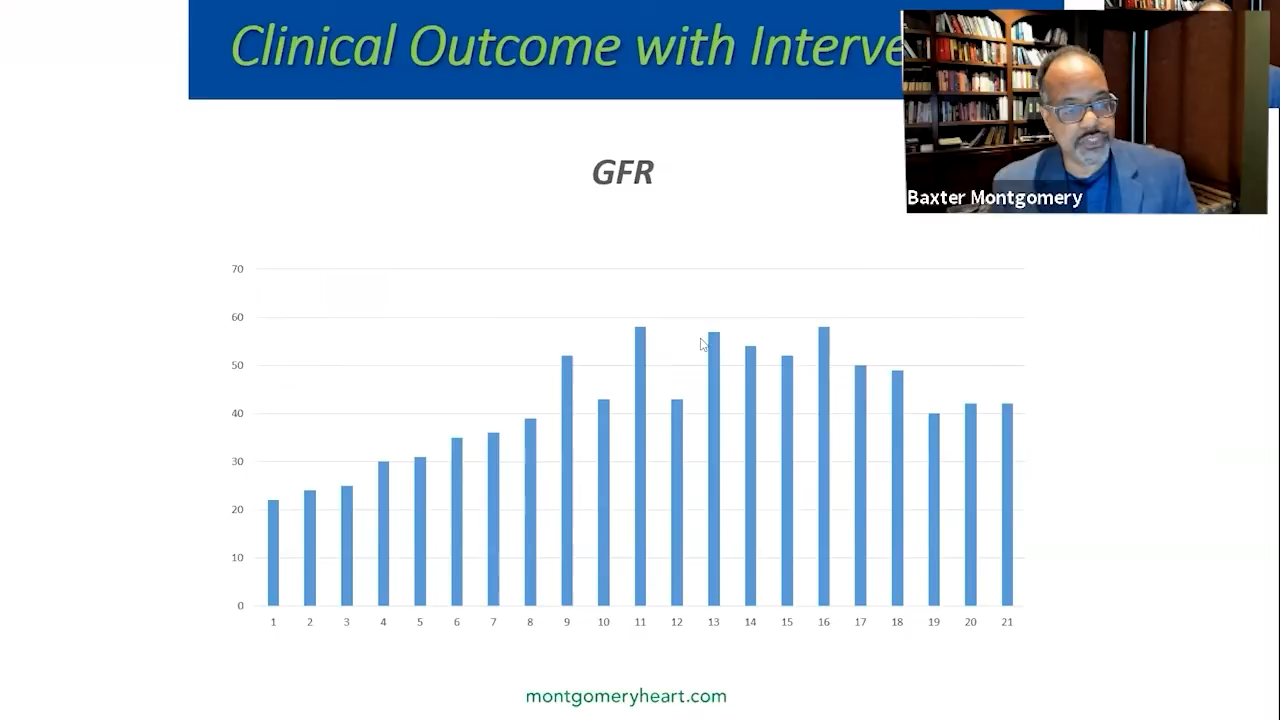 Clinical Outcome with Interve
Baxter Montgomery
GFR
70
60
50
40
30
20
10
0
1 2 3 4 5 6 7 8 9 10 11 12 13 14 15 16 17 18 19 20 21
montgomeryheart.com